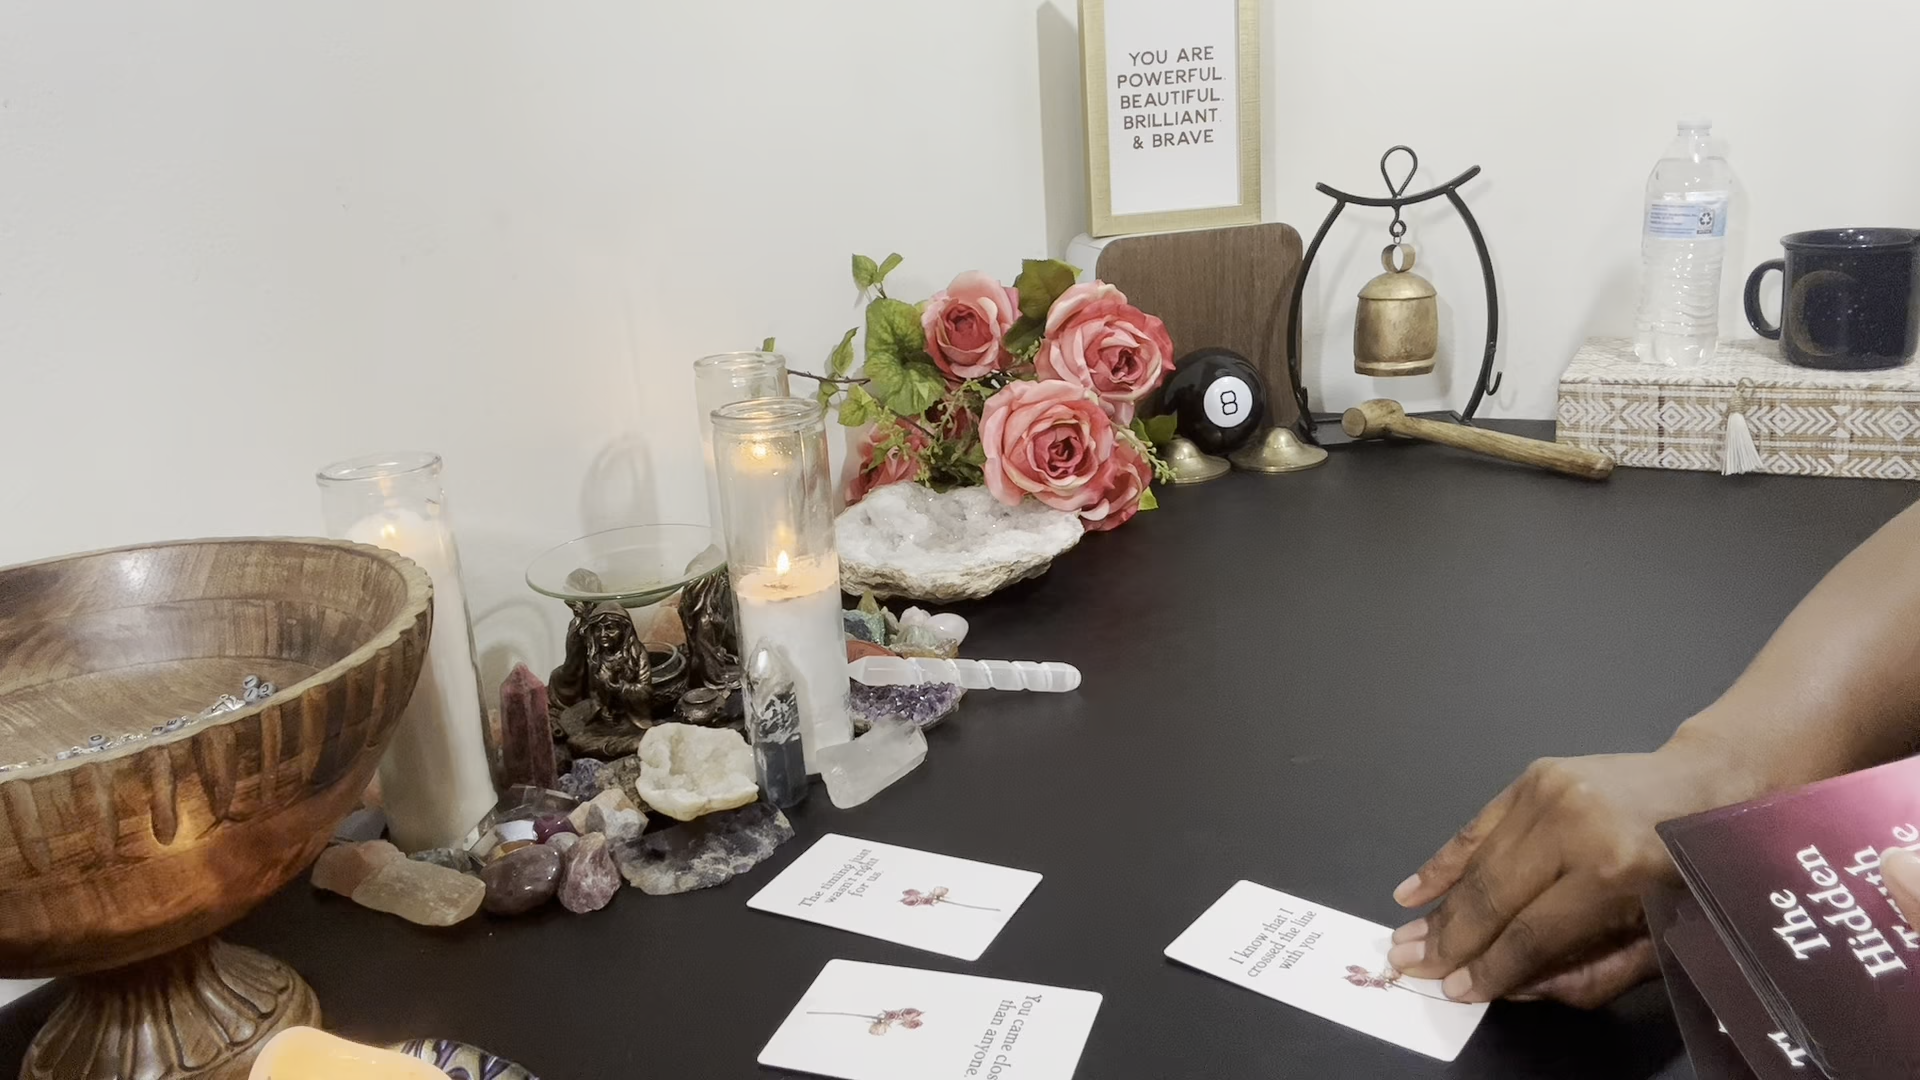 YOU ARE
POWERFUL.
BEAUTIFUL.
BRILLIANT.
& BRAVE
8
The timing just
wasn't right
for us.
I know that I
crossed the line
with you.
You came clos
than anyone.
The
Hidden
Truth